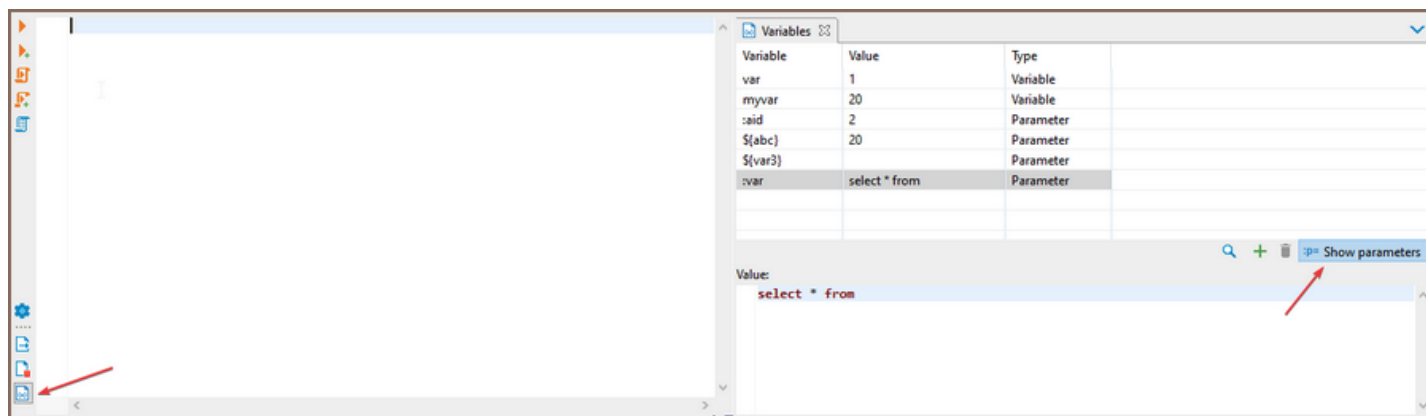 Variables
Variable Value Type
var 1 Variable
myvar 20 Variable
:aid 2 Parameter
${abc} 20 Parameter
${var3} Parameter
:var select * from Parameter
:p= Show parameters
Value:
select * from